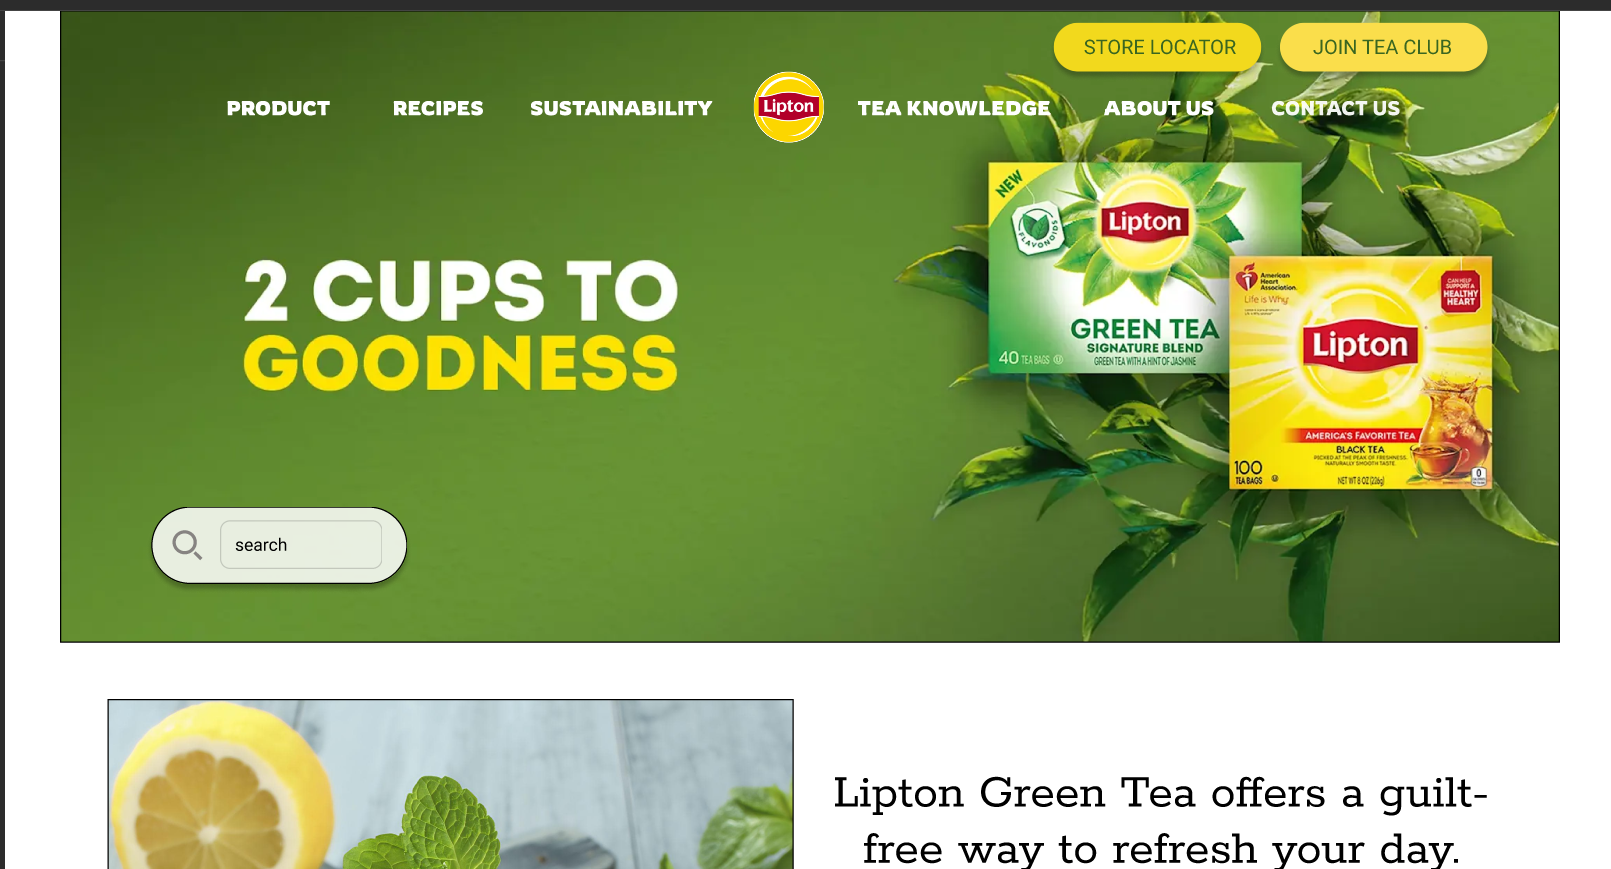 STORE LOCATOR
JOIN TEA CLUB
PRODUCT
RECIPES
SUSTAINABILITY
Lipton
TEA KNOWLEDGE
ABOUT US
CONTACT US
2 CUPS TO
GOODNESS
NEW
FLAVONOIDS
Lipton
GREEN TEA
SIGNATURE BLEND
GREEN TEA WITH A HINT OF JASMINE
40 TEA BAGS
American
Heart
Association.
Life is Why
CAN HELP
SUPPORT A
HEALTHY
HEART
Lipton
AMERICA'S FAVORITE TEA
BLACK TEA
PICKED AT THE PEAK OF FRESHNESS.
NATURALLY SMOOTH TASTE.
100
TEA BAGS
NET WT 8 OZ (226g)
0
search
Lipton Green Tea offers a guilt-
free way to refresh your day.